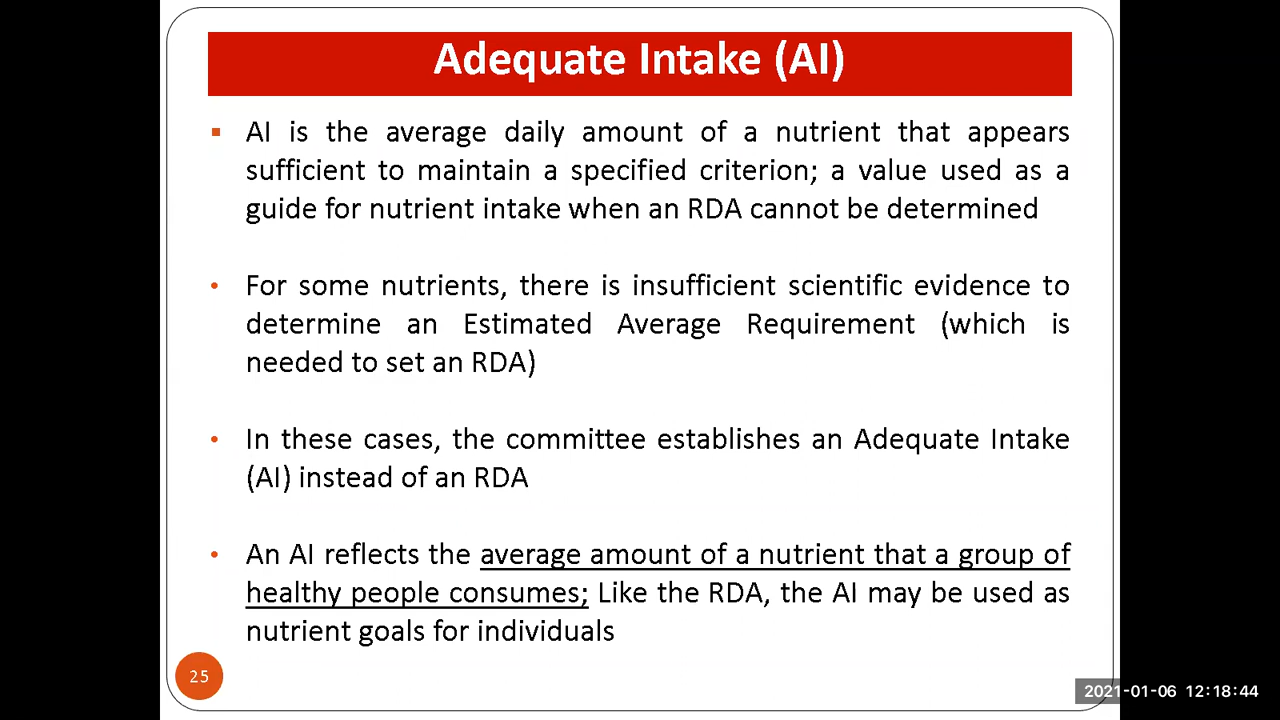 Adequate Intake (AI)
▪ AI is the average daily amount of a nutrient that appears
sufficient to maintain a specified criterion; a value used as a
guide for nutrient intake when an RDA cannot be determined
• For some nutrients, there is insufficient scientific evidence to
determine an Estimated Average Requirement (which is
needed to set an RDA)
• In these cases, the committee establishes an Adequate Intake
(AI) instead of an RDA
• An AI reflects the average amount of a nutrient that a group of
healthy people consumes; Like the RDA, the AI may be used as
nutrient goals for individuals
25
2021-01-06 12:18:44